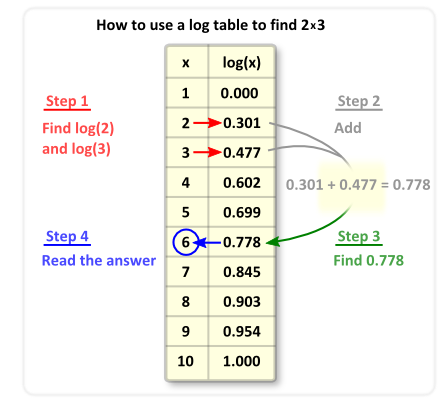 How to use a log table to find 2×3
x log(x)
1 0.000
2 0.301
3 0.477
4 0.602
5 0.699
6 0.778
7 0.845
8 0.903
9 0.954
10 1.000
Step 1
Find log(2)
and log(3)
Step 2
Add
0.301 + 0.477 = 0.778
Step 3
Find 0.778
Step 4
Read the answer